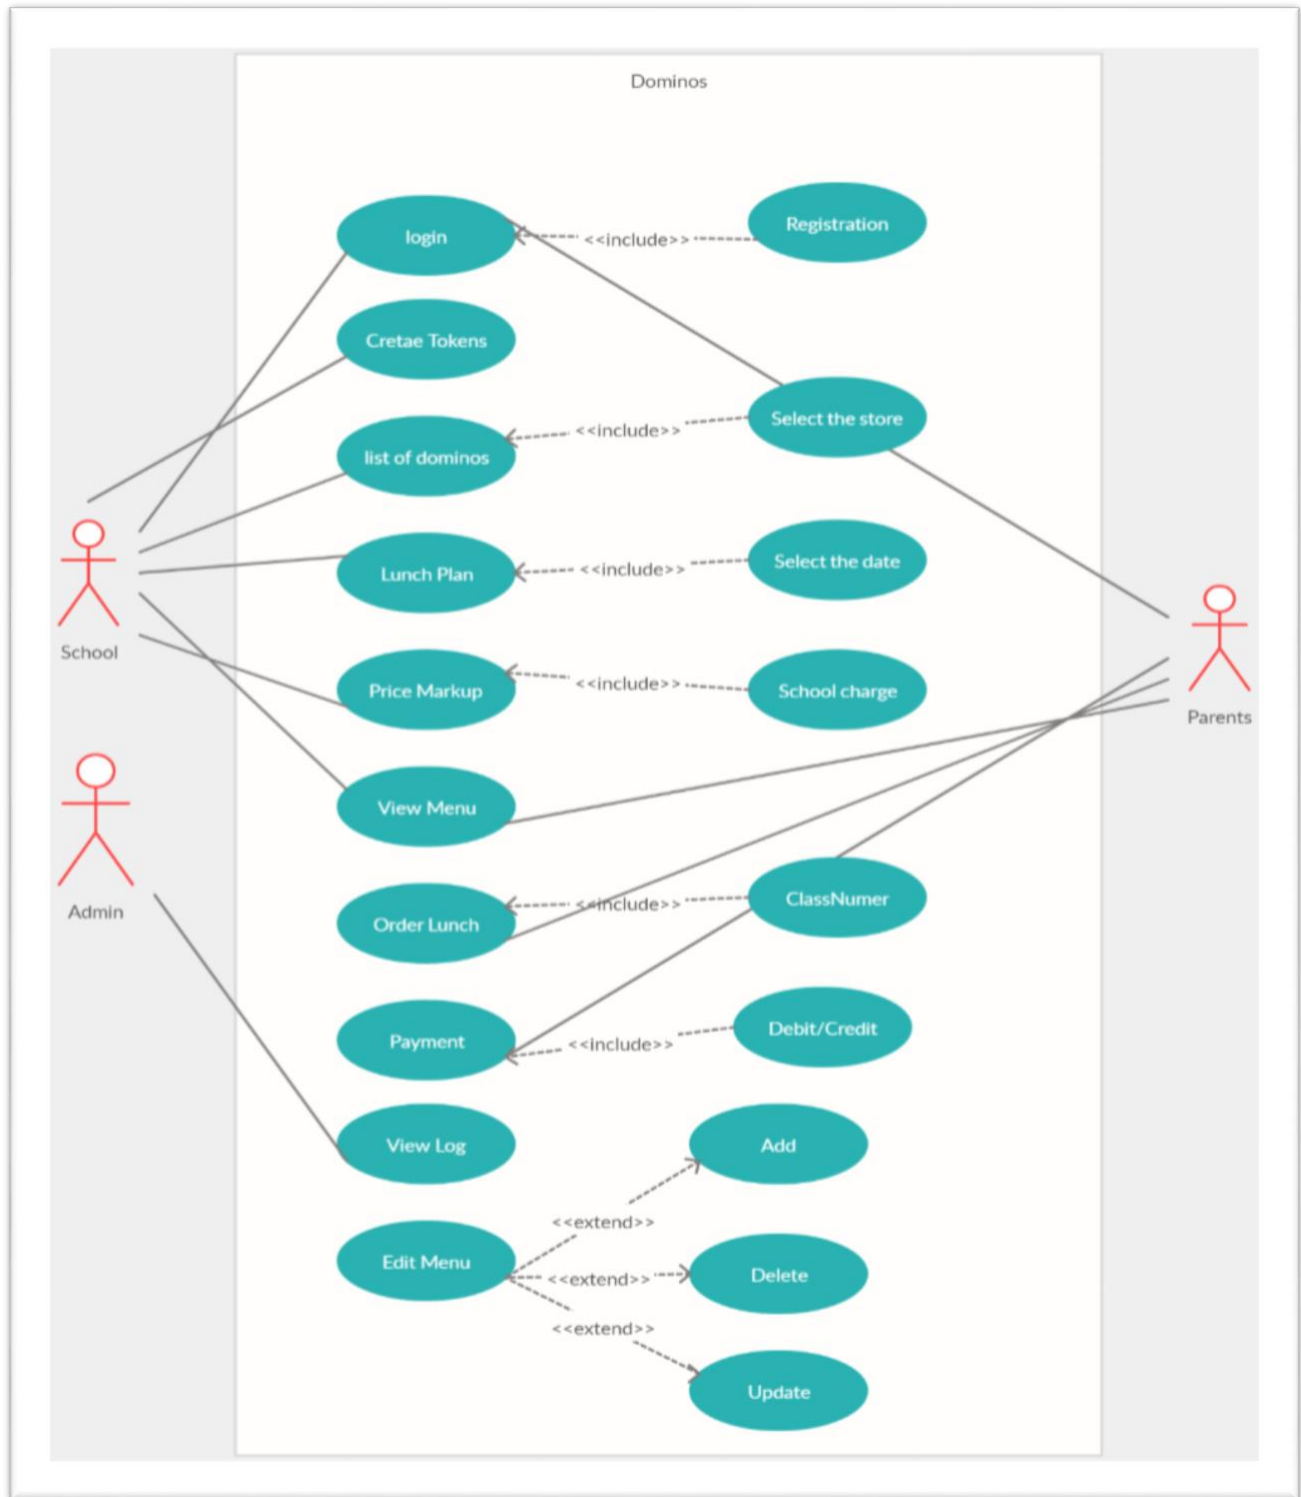 Dominos
login
<<include>>
Registration
Cretae Tokens
Select the store
<<include>>
list of dominos
Lunch Plan
<<include>>
Select the date
School
Price Markup
<<include>>
School charge
Parents
View Menu
Admin
Order Lunch
<<include>>
ClassNumer
Payment
<<include>>
Debit/Credit
View Log
Add
<<extend>>
Edit Menu
<<extend>>
Delete
<<extend>>
Update